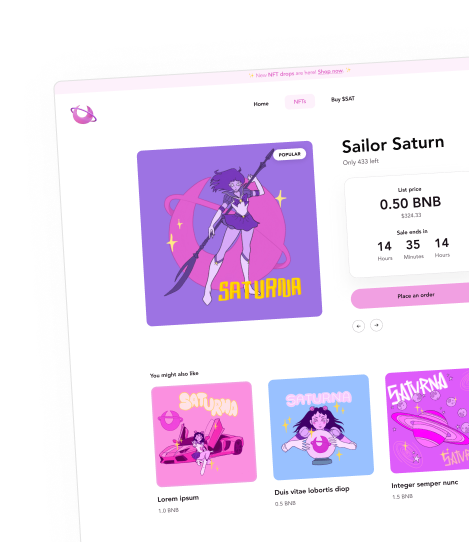 ✨ New NFT drops are here! Shop now ✨
Home NFTs Buy $SAT
POPULAR
SATURNA
Sailor Saturn
Only 433 left
List price
0.50 BNB
$324.33
Sale ends in
14 35 14
Hours Minutes Hours
Place an order
← →
You might also like
SATURNA
Lorem ipsum
1.0 BNB
SATURNA
Duis vitae lobortis diop
0.5 BNB
SATURNA
Integer semper nunc
1.5 BNB